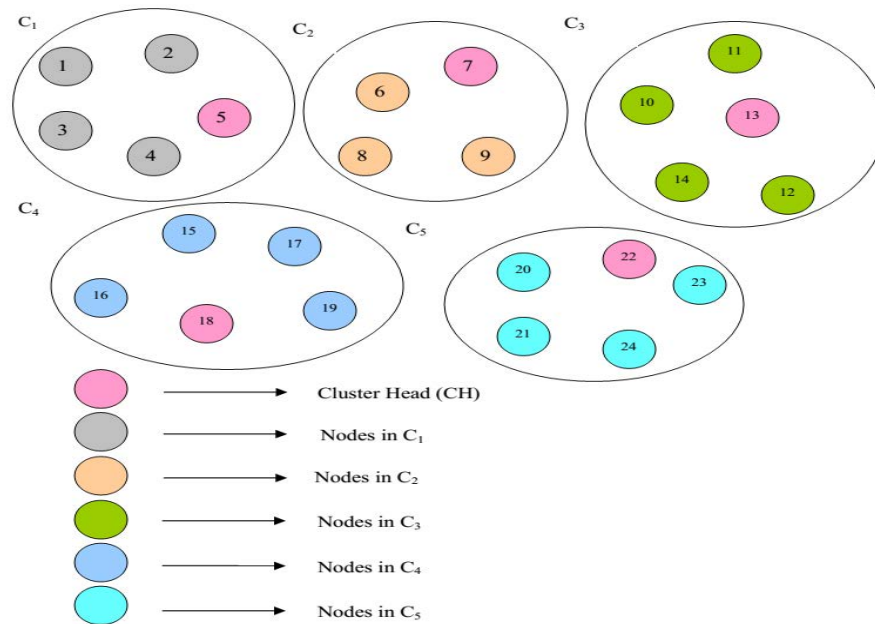 C1
C2
C3
1
2
3
4
5
6
7
8
9
10
11
12
13
14
C4
C5
15
16
17
18
19
20
21
22
23
24
Cluster Head (CH)
Nodes in C1
Nodes in C2
Nodes in C3
Nodes in C4
Nodes in C5